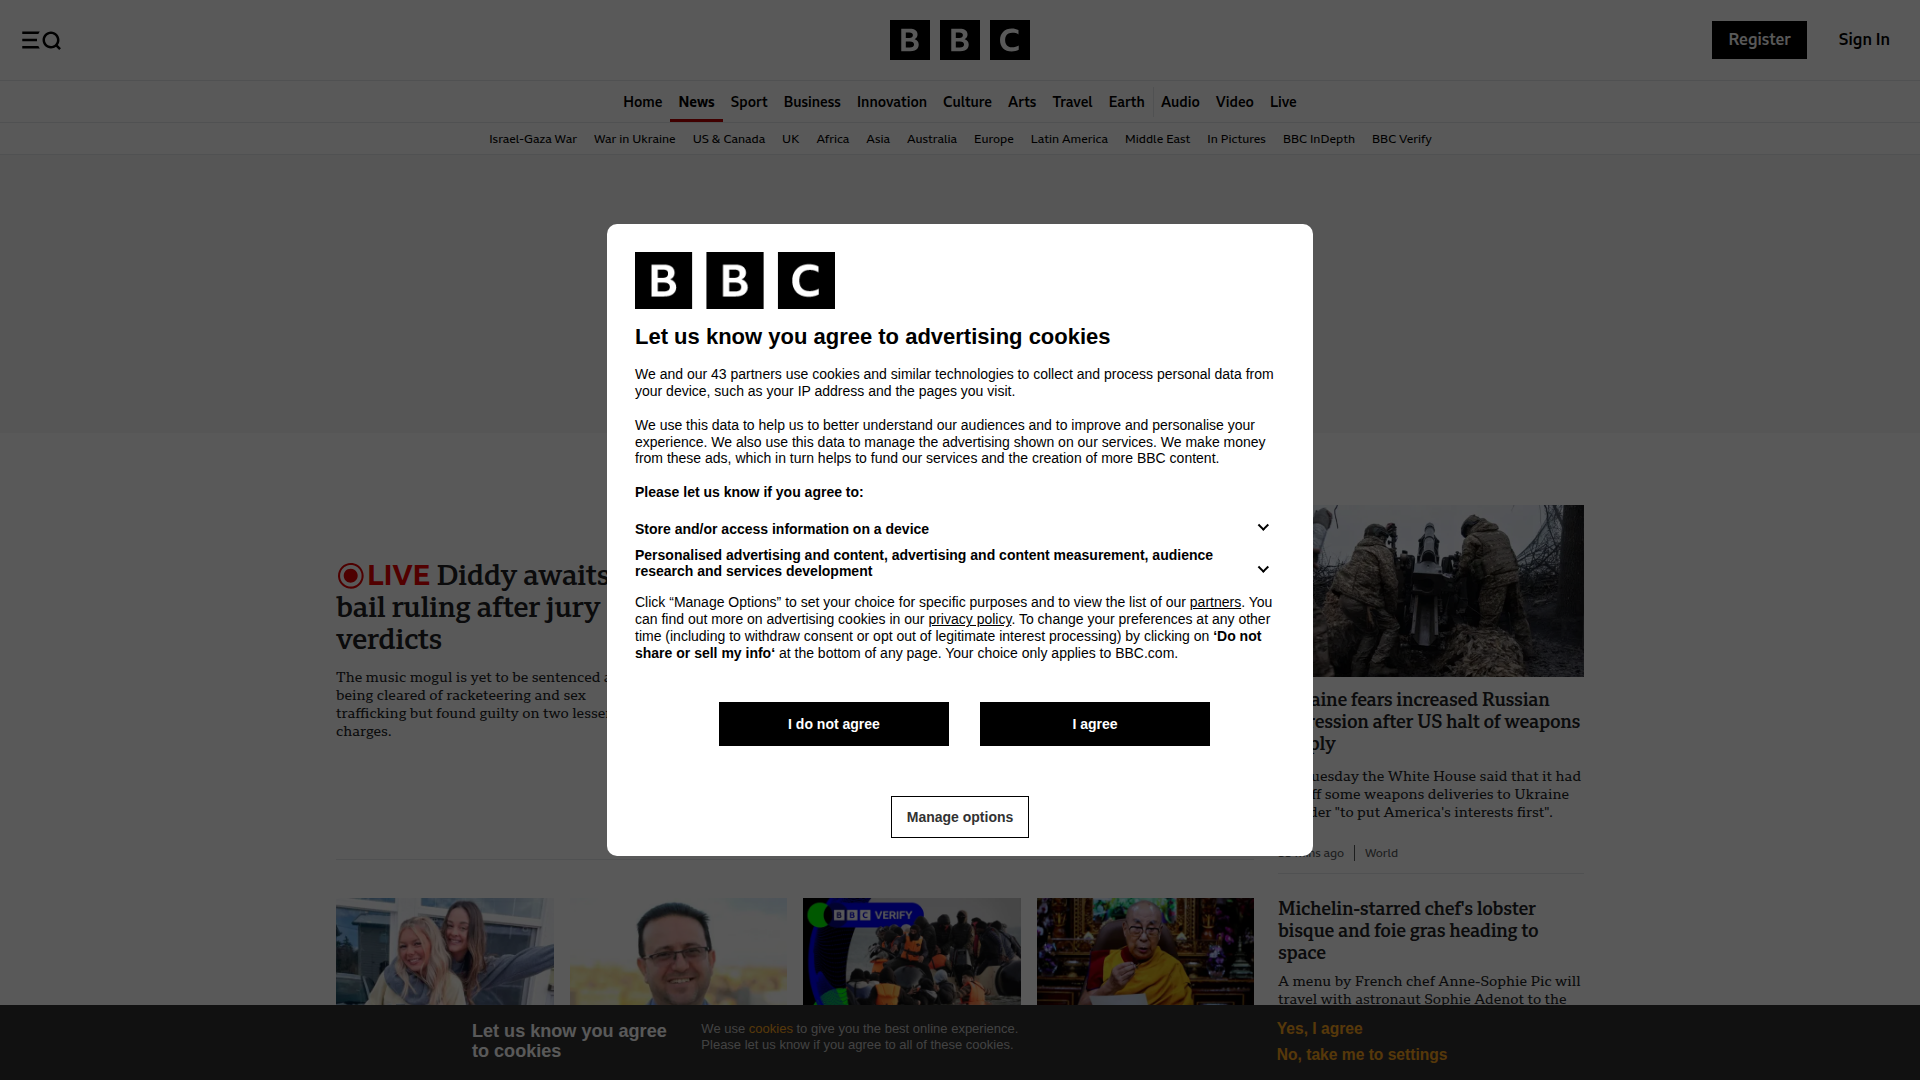 BBC
Register
Sign In
Home News Sport Business Innovation Culture Arts Travel Earth Audio Video Live
Israel-Gaza War War in Ukraine US & Canada UK Africa Asia Australia Europe Latin America Middle East In Pictures BBC InDepth BBC Verify
BBC
Let us know you agree to advertising cookies
We and our 43 partners use cookies and similar technologies to collect and process personal data from
your device, such as your IP address and the pages you visit.
We use this data to help us to better understand our audiences and to improve and personalise your
experience. We also use this data to manage the advertising shown on our services. We make money
from these ads, which in turn helps to fund our services and the creation of more BBC content.
Please let us know if you agree to:
Store and/or access information on a device
Personalised advertising and content, advertising and content measurement, audience
research and services development
Click “Manage Options” to set your choice for specific purposes and to view the list of our partners. You
can find out more on advertising cookies in our privacy policy. To change your preferences at any other
time (including to withdraw consent or opt out of legitimate interest processing) by clicking on ‘Do not
share or sell my info‘ at the bottom of any page. Your choice only applies to BBC.com.
I do not agree
I agree
Manage options
LIVE Diddy awaits
bail ruling after jury
verdicts
The music mogul is yet to be sentenced
being cleared of racketeering and sex
trafficking but found guilty on two
charges.
fears increased Russian
after US halt of weapons
the White House said that it had
some weapons deliveries to Ukraine
"to put America's interests first".
ago
World
BBC VERIFY
Michelin-starred chef's lobster
bisque and foie gras heading to
space
A menu by French chef Anne-Sophie Pic will
travel with astronaut Sophie Adenot to the
Let us know you agree
to cookies
We use cookies to give you the best online experience.
Please let us know if you agree to all of these cookies.
Yes, I agree
No, take me to settings